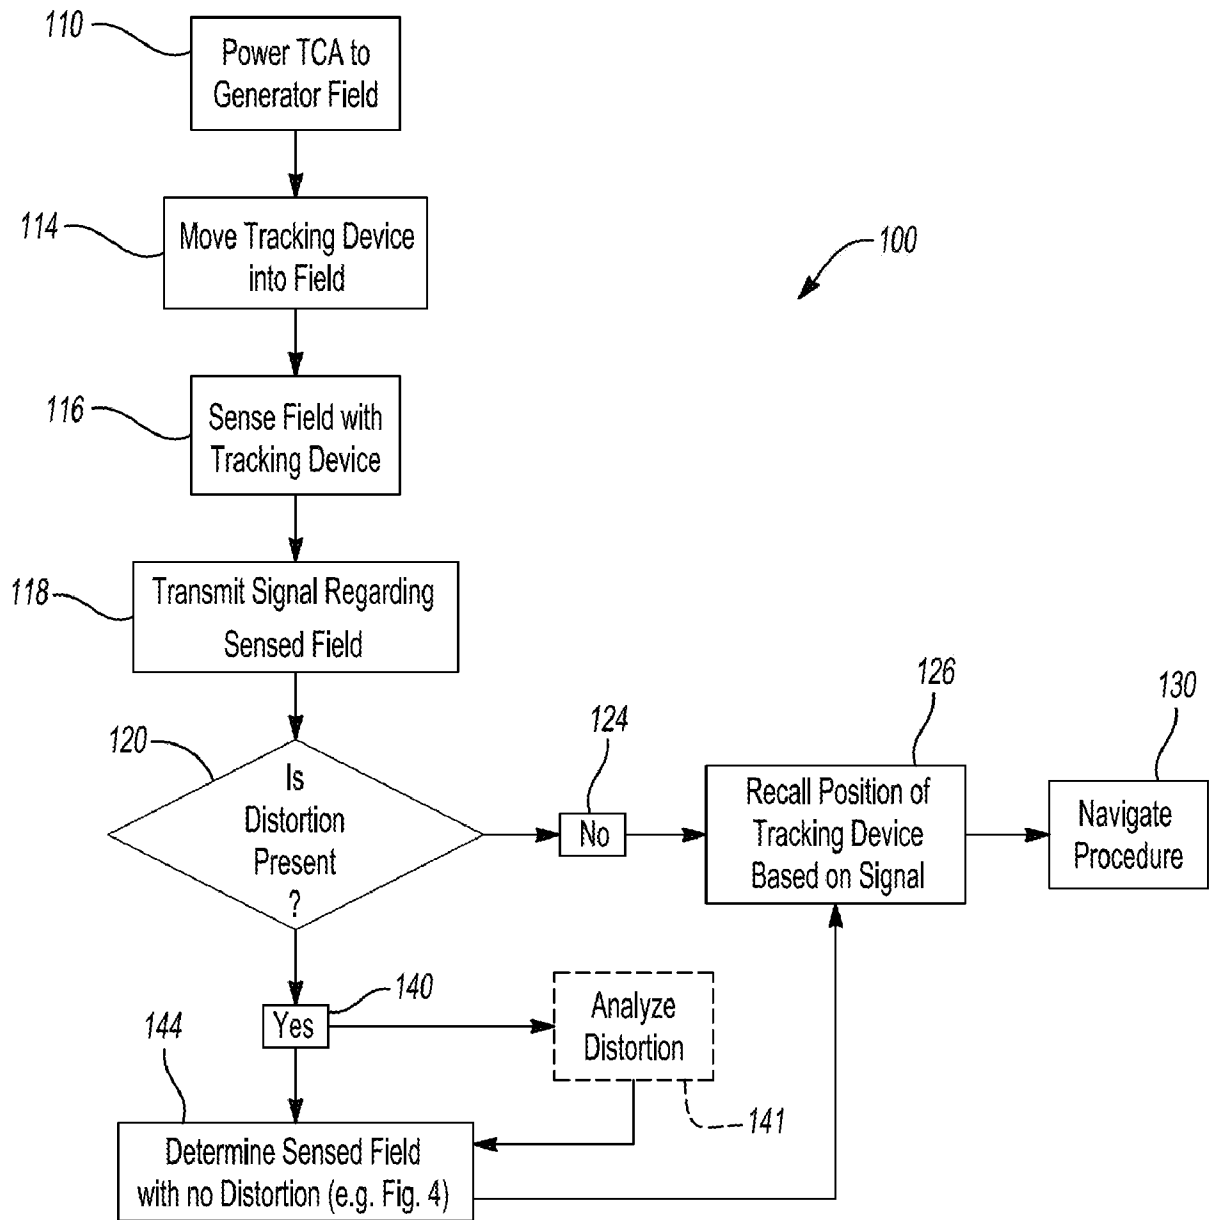 110
Power TCA to
Generator Field
114
Move Tracking Device
into Field
100
116
Sense Field with
Tracking Device
118
Transmit Signal Regarding
Sensed Field
120
Is
Distortion
Present
?
124
No
126
Recall Position of
Tracking Device
Based on Signal
130
Navigate
Procedure
140
Yes
Analyze
Distortion
141
144
Determine Sensed Field
with no Distortion (e.g. Fig. 4)